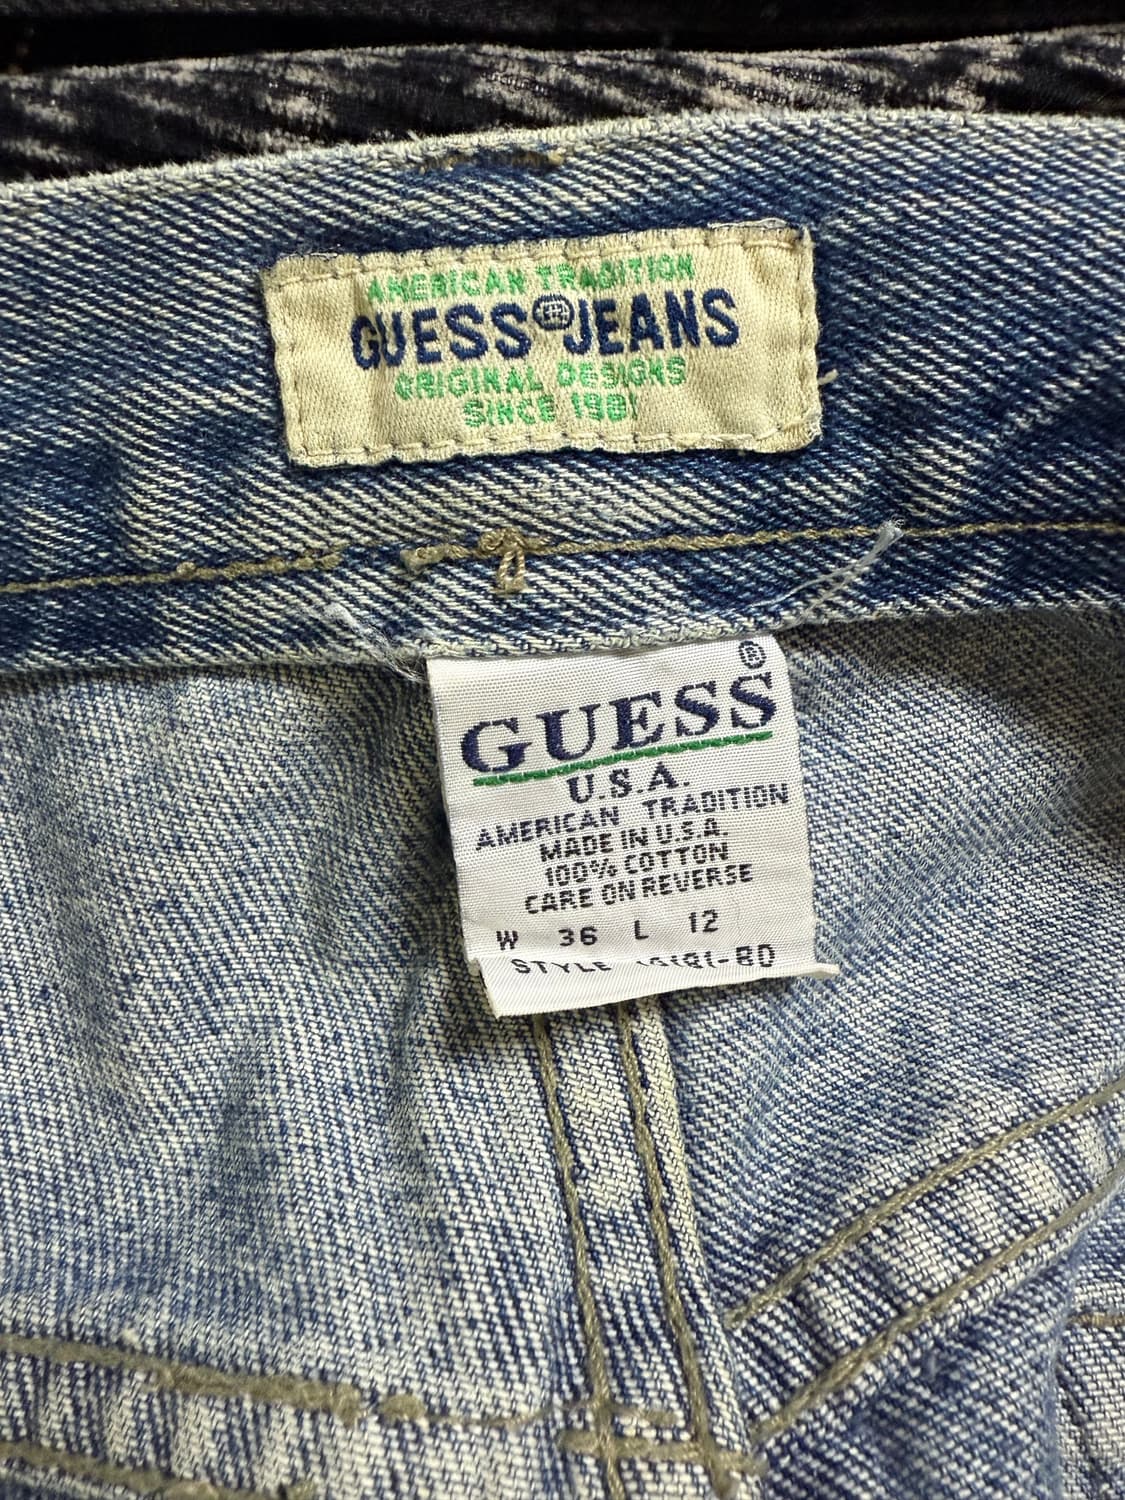 AMERICAN TRADITION
GUESS® JEANS
ORIGINAL DESIGNS
SINCE 1981
GUESS®
U.S.A.
AMERICAN TRADITION
MADE IN U.S.A.
100% COTTON
CARE ON REVERSE
W 36 L 12
STYLE